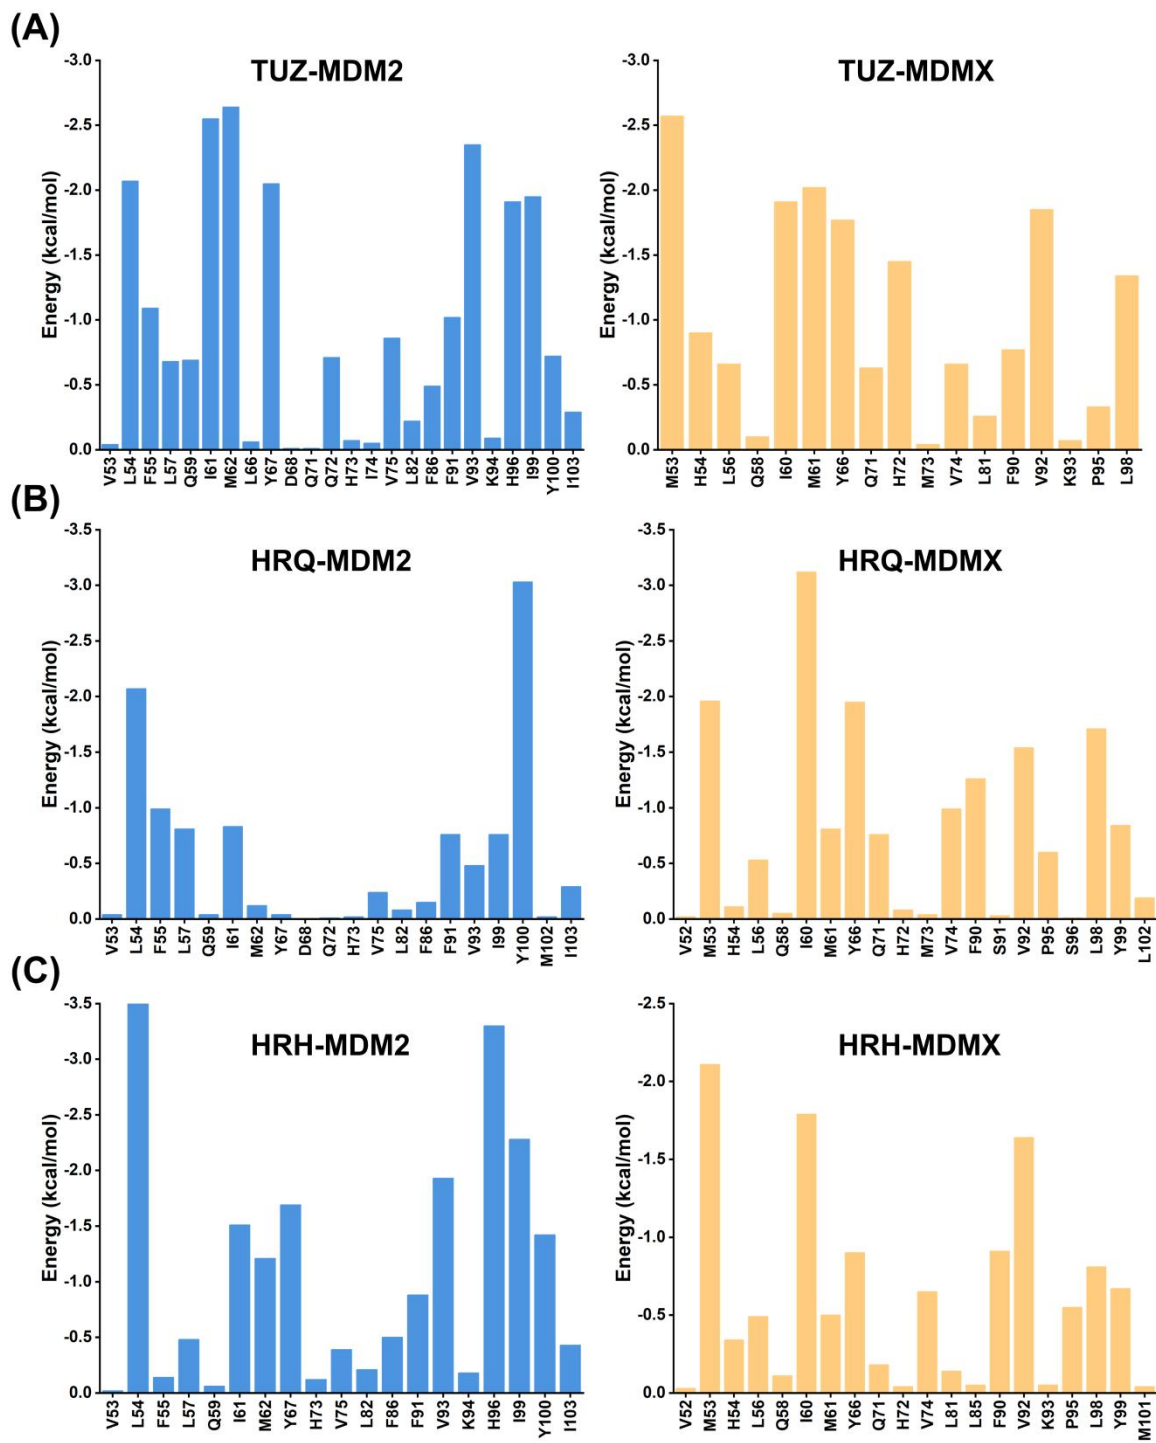 (A)
TUZ-MDM2
Energy (kcal/mol)
-3.0
-2.5
-2.0
-1.5
-1.0
-0.5
0.0
V53 L54 F55 L57 Q59 I61 M62 L66 Y67 D68 Q71 Q72 H73 I74 V75 L82 F86 F91 V93 K94 H96 I99 Y100 I103
TUZ-MDMX
Energy (kcal/mol)
-3.0
-2.5
-2.0
-1.5
-1.0
-0.5
0.0
M53 H54 L56 Q58 I60 M61 Y66 Q71 H72 M73 V74 L81 F90 V92 K93 P95 L98
(B)
HRQ-MDM2
Energy (kcal/mol)
-3.5
-3.0
-2.5
-2.0
-1.5
-1.0
-0.5
0.0
V53 L54 F55 L57 Q59 I61 M62 Y67 D68 Q72 H73 V75 L82 F86 F91 V93 I99 Y100 M102 I103
HRQ-MDMX
Energy (kcal/mol)
-3.5
-3.0
-2.5
-2.0
-1.5
-1.0
-0.5
0.0
V52 M53 H54 L56 Q58 I60 M61 Y66 Q71 H72 M73 V74 F90 S91 V92 P95 S96 L98 Y99 L102
(C)
HRH-MDM2
Energy (kcal/mol)
-3.5
-3.0
-2.5
-2.0
-1.5
-1.0
-0.5
0.0
V53 L54 F55 L57 Q59 I61 M62 Y67 H73 V75 L82 F86 F91 V93 K94 H96 I99 Y100 I103
HRH-MDMX
Energy (kcal/mol)
-2.5
-2.0
-1.5
-1.0
-0.5
0.0
V52 M53 H54 L56 Q58 I60 M61 Y66 Q71 H72 V74 L81 L85 F90 V92 K93 P95 L98 Y99 M101